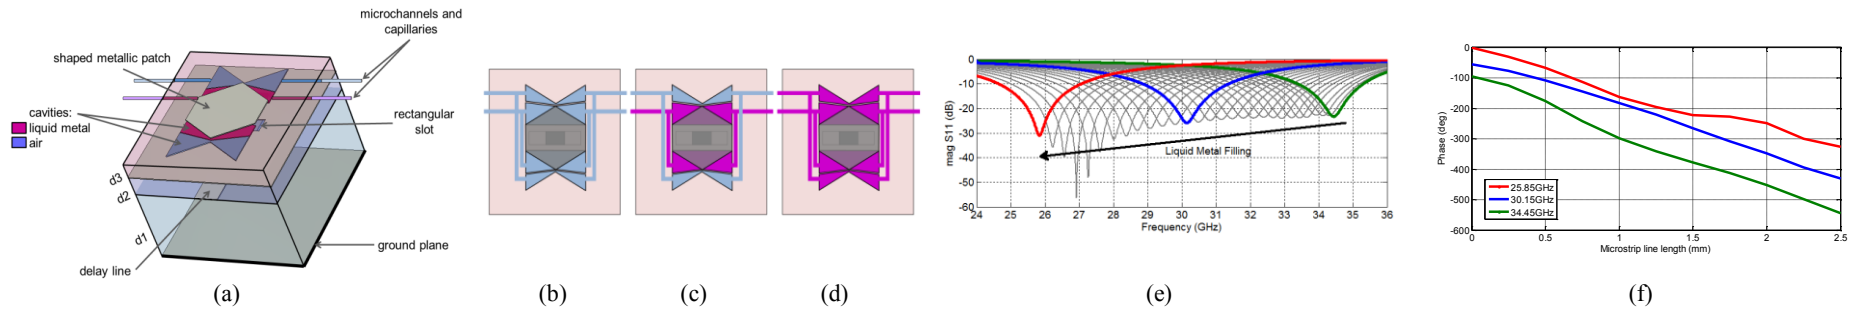 microchannels and
capillaries
shaped metallic patch
cavities:
liquid metal
air
rectangular
slot
d3
d2
d1
ground plane
delay line
(a)
(b)
(c)
(d)
mag S11 (dB)
0
-10
-20
-30
-40
-50
-60
Liquid Metal Filling
24 25 26 27 28 29 30 31 32 33 34 35 36
Frequency (GHz)
(e)
Phase (deg)
0
-100
-200
-300
-400
-500
-600
25.85GHz
30.15GHz
34.45GHz
0 0.5 1.0 1.5 2 2.5
Microstrip line length (mm)
(f)